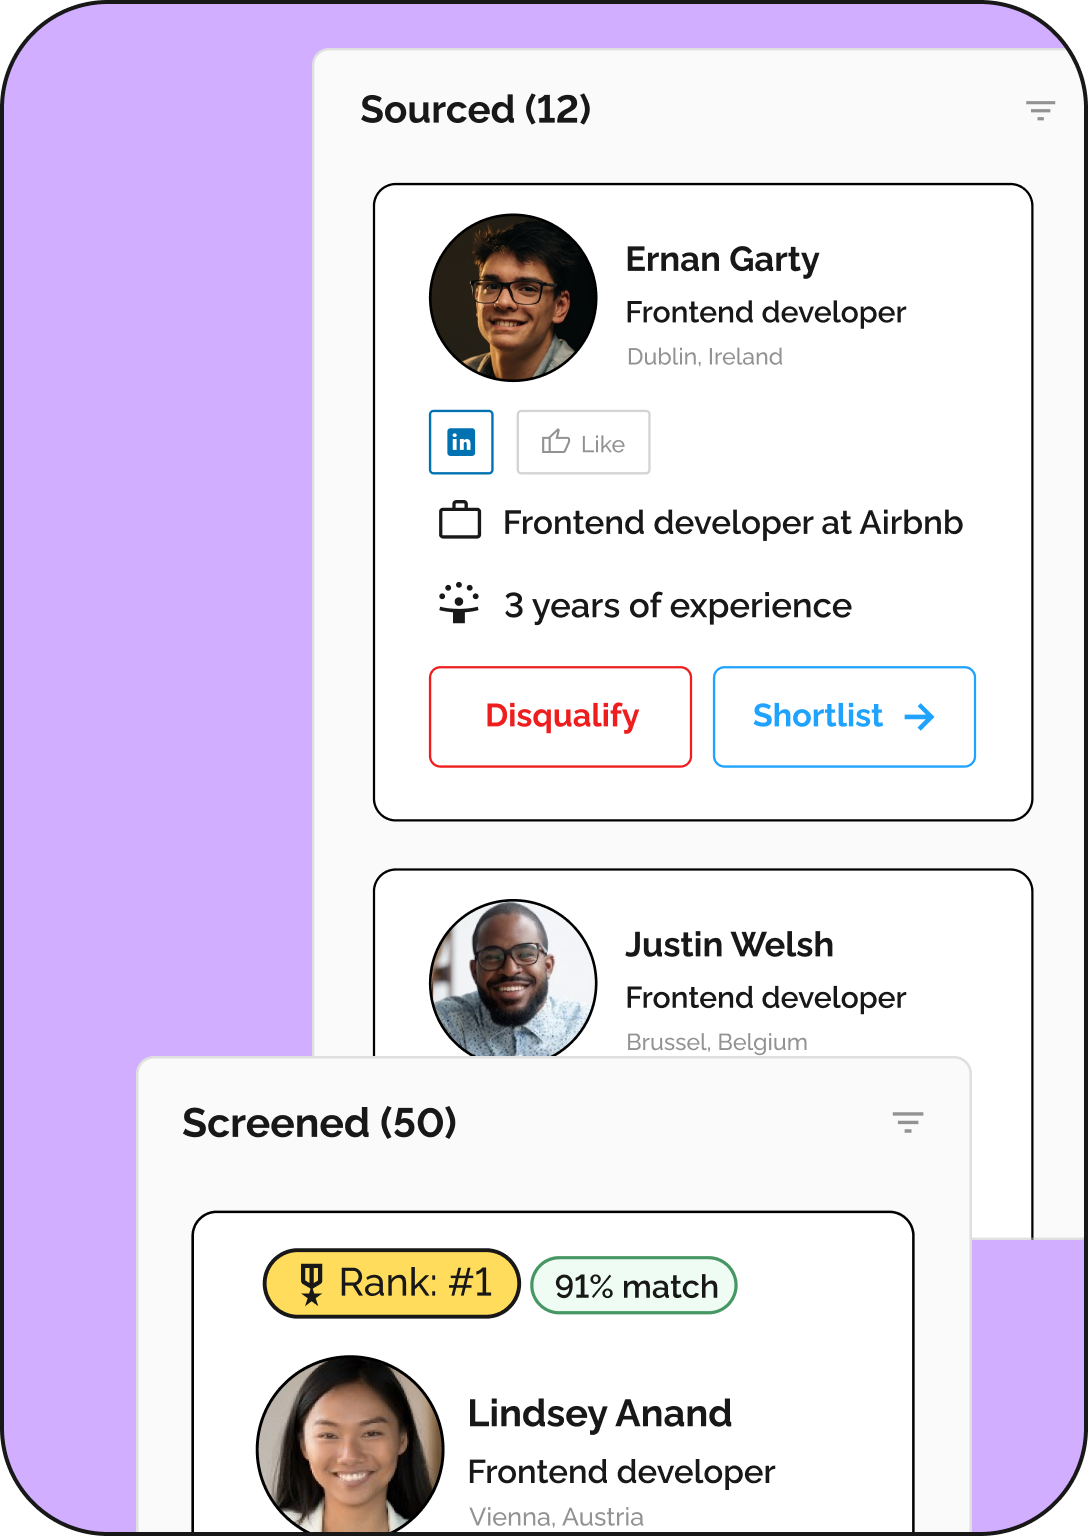 Sourced (12)
Ernan Garty
Frontend developer
Dublin, Ireland
in
Like
Frontend developer at Airbnb
3 years of experience
Disqualify
Shortlist
Justin Welsh
Frontend developer
Brussel, Belgium
Screened (50)
Rank: #1
91% match
Lindsey Anand
Frontend developer
Vienna, Austria